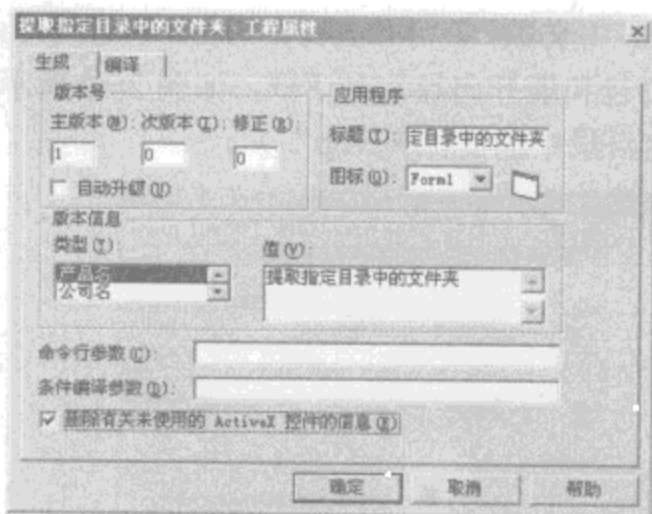 提取指定目录中的文件夹 - 工程属性
生成 编译
版本号
主版本(M): 次版本(I): 修正(R):
1 0 0
自动升级(U)
应用程序
标题(T): 定目录中的文件夹
图标(O): Form1
版本信息
类型(Y): 值(V):
产品名 提取指定目录中的文件夹
公司名
命令行参数(C):
条件编译参数(D):
删除有关未使用的 ActiveX 控件的信息(E)
确定 取消 帮助